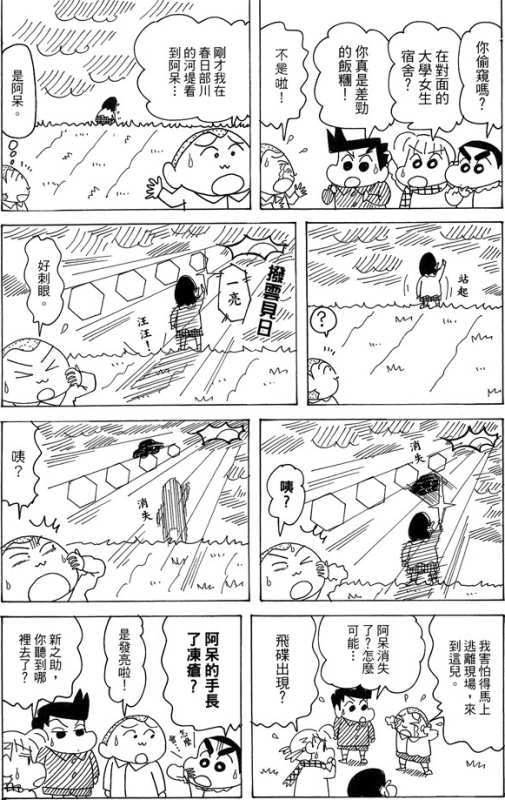 你偷窺嗎?
在對面的
大學女生
宿舍?
你真是差勁
的飯糰!
不是啦!
剛才我在
春日部川
的河堤看
到阿呆…
是阿呆。
站起
?
撥雲見日
一亮
汪汪!
好刺眼。
消失
咦?
消失
咦?
我害怕得馬上
逃離現場,來
到這兒。
阿呆消失
了?怎麼
可能…
飛碟出現?
阿呆的手長
了凍瘡?
是發亮啦!
新之助,
你聽到哪
裡去了?